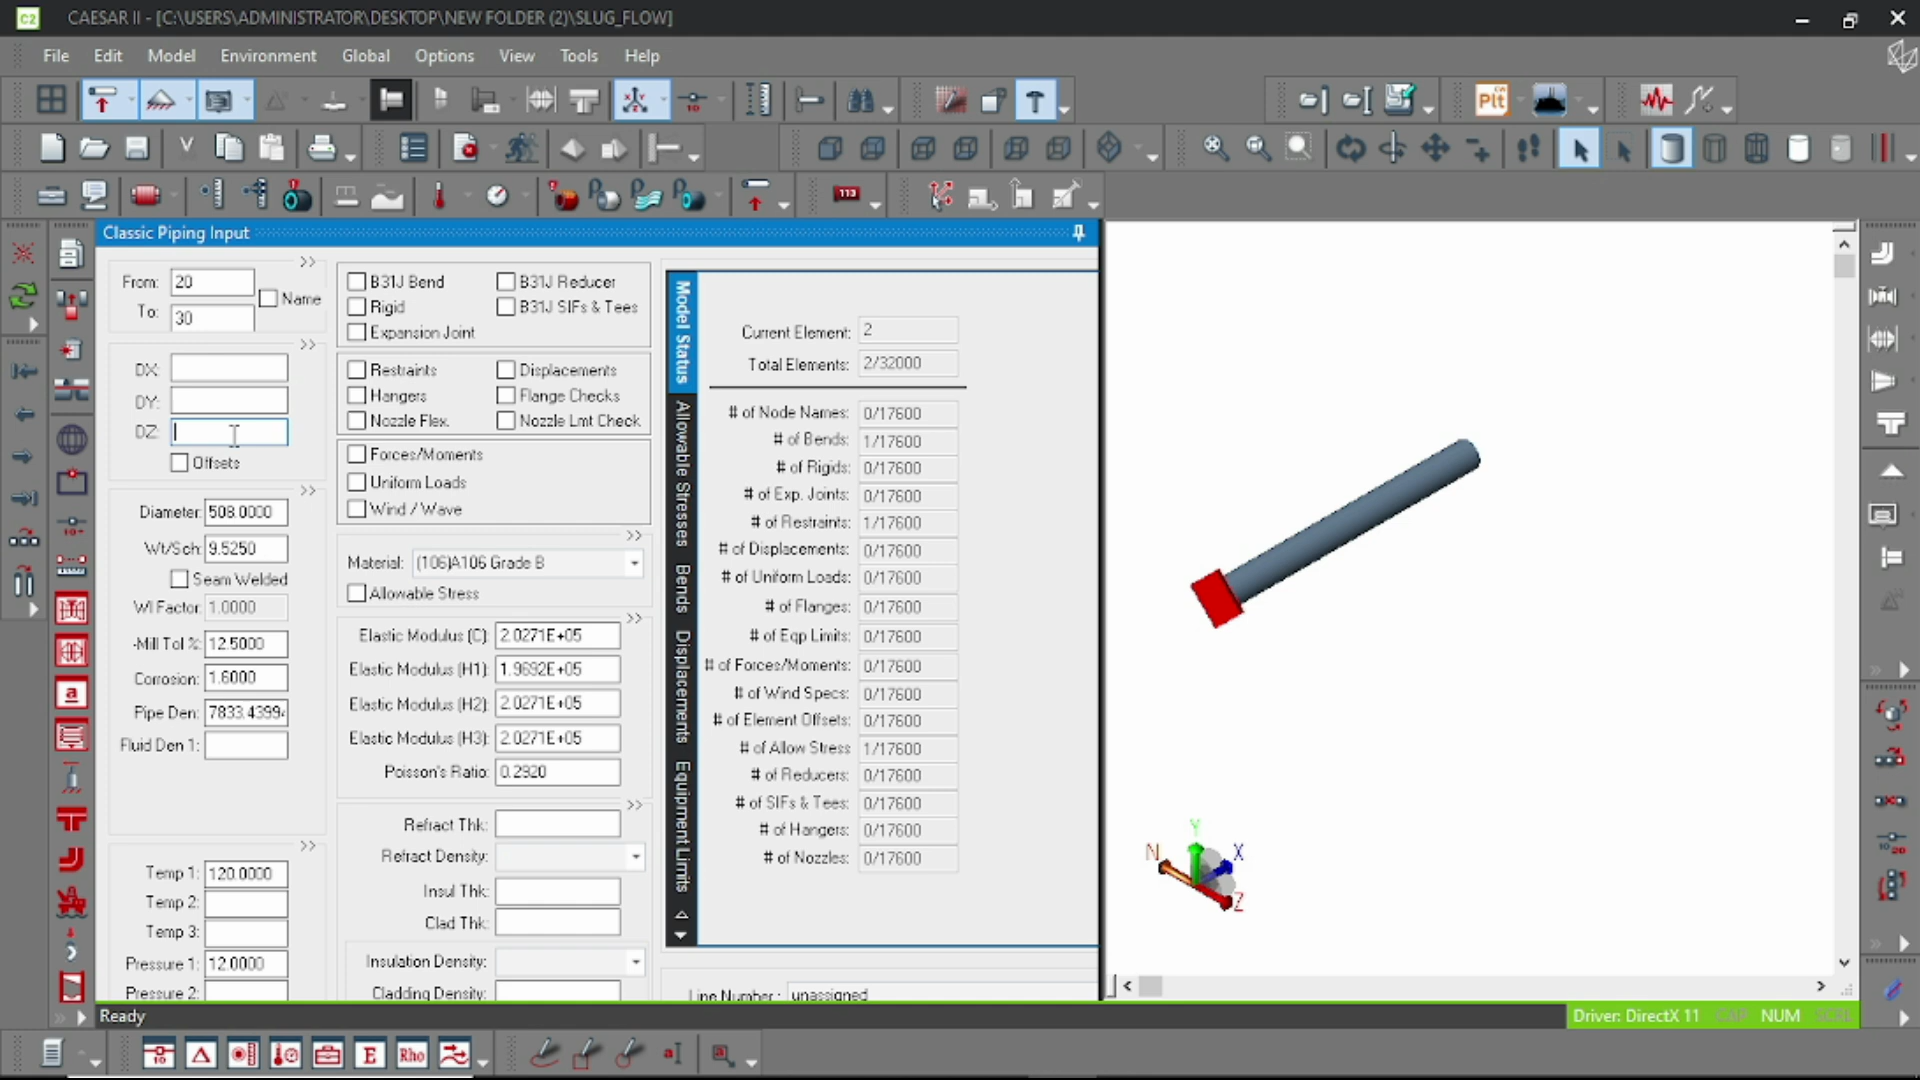 C2 CAESAR II - [C:\USERS\ADMINISTRATOR\DESKTOP\NEW FOLDER (2)\SLUG_FLOW]
File Edit Model Environment Global Options View Tools Help
Plt
113
Classic Piping Input
From: 20
To: 30
Name
DX:
DY:
DZ:
Offsets
Diameter: 508.0000
Wt/Sch: 9.5250
Seam Welded
Wl Factor: 1.0000
-Mill Tol %: 12.5000
Corrosion: 1.6000
Pipe Den: 7833.4399
Fluid Den 1:
Temp 1: 120.0000
Temp 2:
Temp 3:
Pressure 1: 12.0000
Pressure 2:
B31J Bend B31J Reducer
Rigid B31J SIFs & Tees
Expansion Joint
Restraints Displacements
Hangers Flange Checks
Nozzle Flex. Nozzle Lmt Check
Forces/Moments
Uniform Loads
Wind / Wave
Material: (106)A106 Grade B
Allowable Stress
Elastic Modulus (C): 2.0271E+05
Elastic Modulus (H1): 1.9692E+05
Elastic Modulus (H2): 2.0271E+05
Elastic Modulus (H3): 2.0271E+05
Poisson's Ratio: 0.2920
Refract Thk:
Refract Density:
Insul Thk:
Clad Thk:
Insulation Density:
Cladding Density:
Model Status
Allowable Stresses
Bends
Displacements
Equipment Limits
Current Element: 2
Total Elements: 2/32000
# of Node Names: 0/17600
# of Bends: 1/17600
# of Rigids: 0/17600
# of Exp. Joints: 0/17600
# of Restraints: 1/17600
# of Displacements: 0/17600
# of Uniform Loads: 0/17600
# of Flanges: 0/17600
# of Eqp Limits: 0/17600
# of Forces/Moments: 0/17600
# of Wind Specs: 0/17600
# of Element Offsets: 0/17600
# of Allow Stress 1/17600
# of Reducers: 0/17600
# of SIFs & Tees: 0/17600
# of Hangers: 0/17600
# of Nozzles: 0/17600
Line Number : unassigned
Y
N
X
Z
Ready
Driver: DirectX 11 CAP NUM SCRL
E
Rho